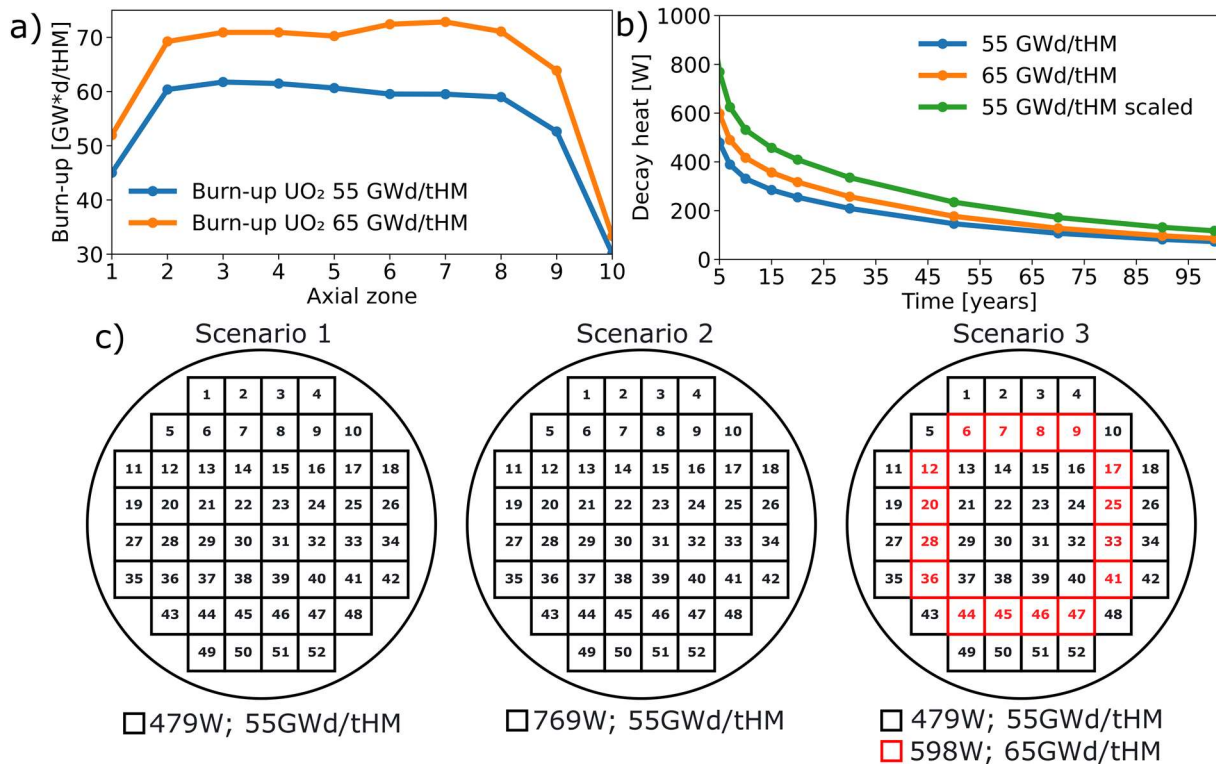 a)
Burn-up [GW*d/tHM]
70
60
50
40
30
Burn-up UO₂ 55 GWd/tHM
Burn-up UO₂ 65 GWd/tHM
1 2 3 4 5 6 7 8 9 10
Axial zone
b)
Decay heat [W]
1000
800
600
400
200
0
55 GWd/tHM
65 GWd/tHM
55 GWd/tHM scaled
5 15 25 35 45 55 65 75 85 95
Time [years]
c)
Scenario 1
1 2 3 4
5 6 7 8 9 10
11 12 13 14 15 16 17 18
19 20 21 22 23 24 25 26
27 28 29 30 31 32 33 34
35 36 37 38 39 40 41 42
43 44 45 46 47 48
49 50 51 52
479W; 55GWd/tHM
Scenario 2
1 2 3 4
5 6 7 8 9 10
11 12 13 14 15 16 17 18
19 20 21 22 23 24 25 26
27 28 29 30 31 32 33 34
35 36 37 38 39 40 41 42
43 44 45 46 47 48
49 50 51 52
769W; 55GWd/tHM
Scenario 3
1 2 3 4
5 6 7 8 9 10
11 12 13 14 15 16 17 18
19 20 21 22 23 24 25 26
27 28 29 30 31 32 33 34
35 36 37 38 39 40 41 42
43 44 45 46 47 48
49 50 51 52
479W; 55GWd/tHM
598W; 65GWd/tHM